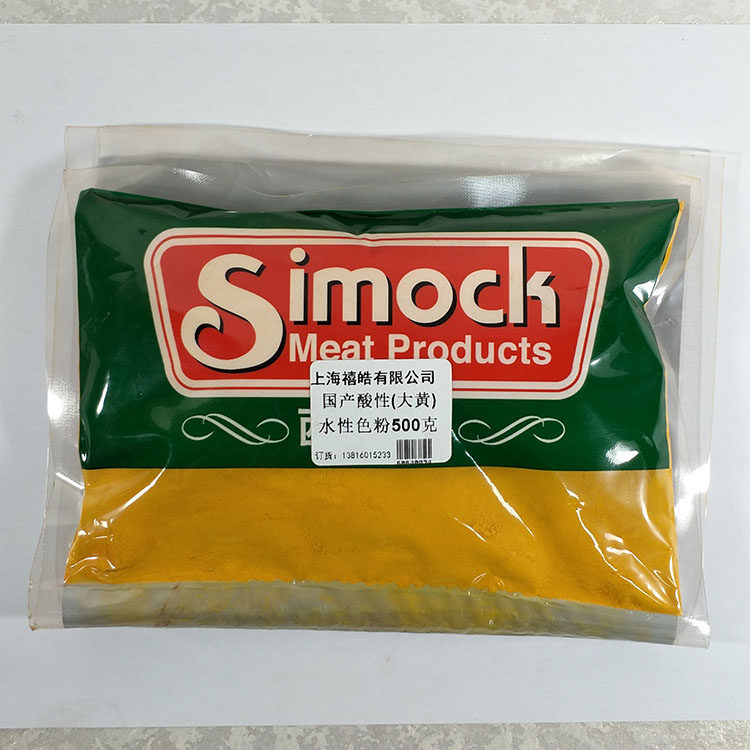 Simock
Meat Products
上海禧皓有限公司
国产酸性(大黄)
水性色粉500克
订货：13816015233